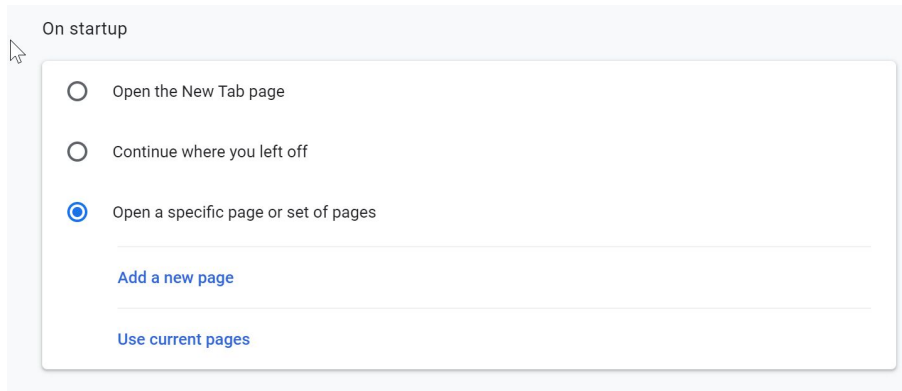 On startup
Open the New Tab page
Continue where you left off
Open a specific page or set of pages
Add a new page
Use current pages